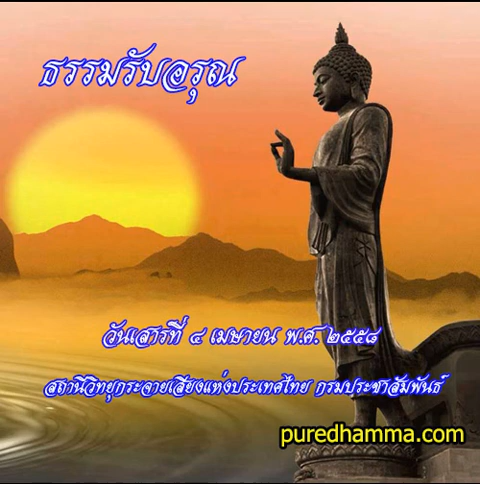 ธรรมรับอรุณ
วันเสารที่ ๔ เมษายน พ.ศ. ๒๕๕๘
สถานีวิทยุกระจายเสียงแห่งประเทศไทย กรมประชาสัมพันธ์
puredhamma.com